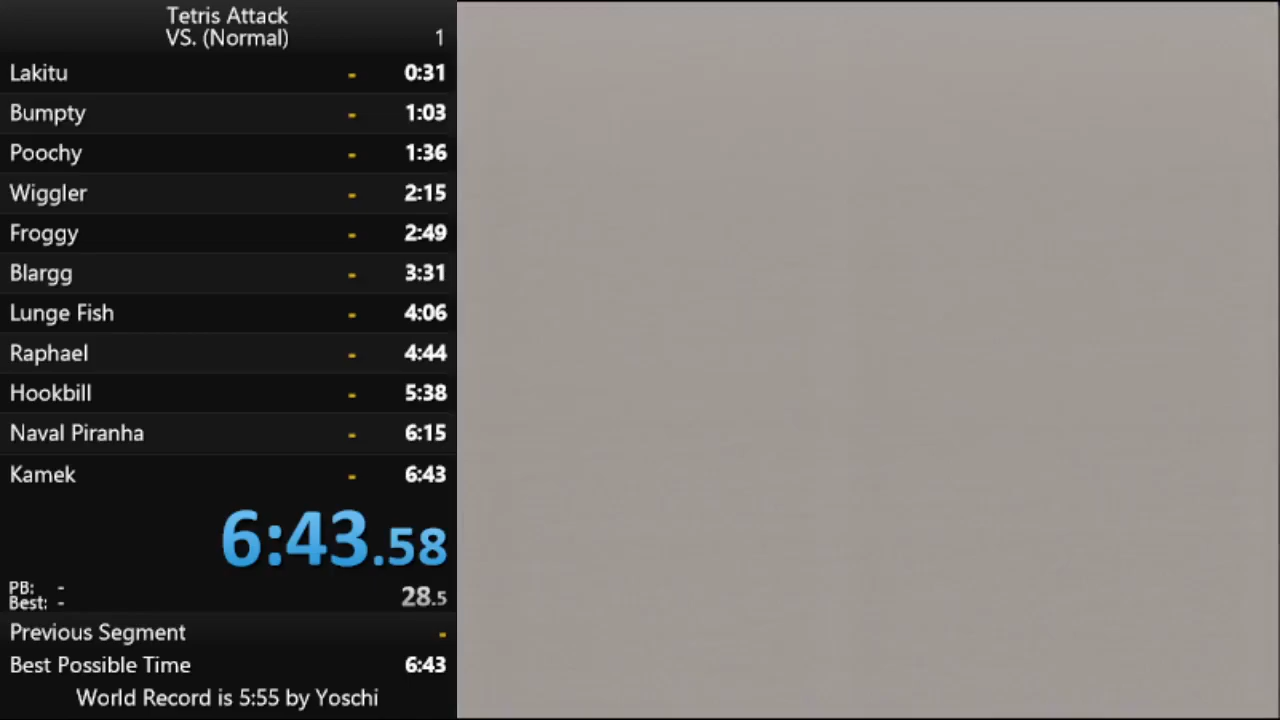 Tetris Attack
VS. (Normal) 1
Lakitu - 0:31
Bumpty - 1:03
Poochy - 1:36
Wiggler - 2:15
Froggy - 2:49
Blargg - 3:31
Lunge Fish - 4:06
Raphael - 4:44
Hookbill - 5:38
Naval Piranha - 6:15
Kamek - 6:43
6:43.58
PB: -
Best: - 28.5
Previous Segment -
Best Possible Time 6:43
World Record is 5:55 by Yoschi